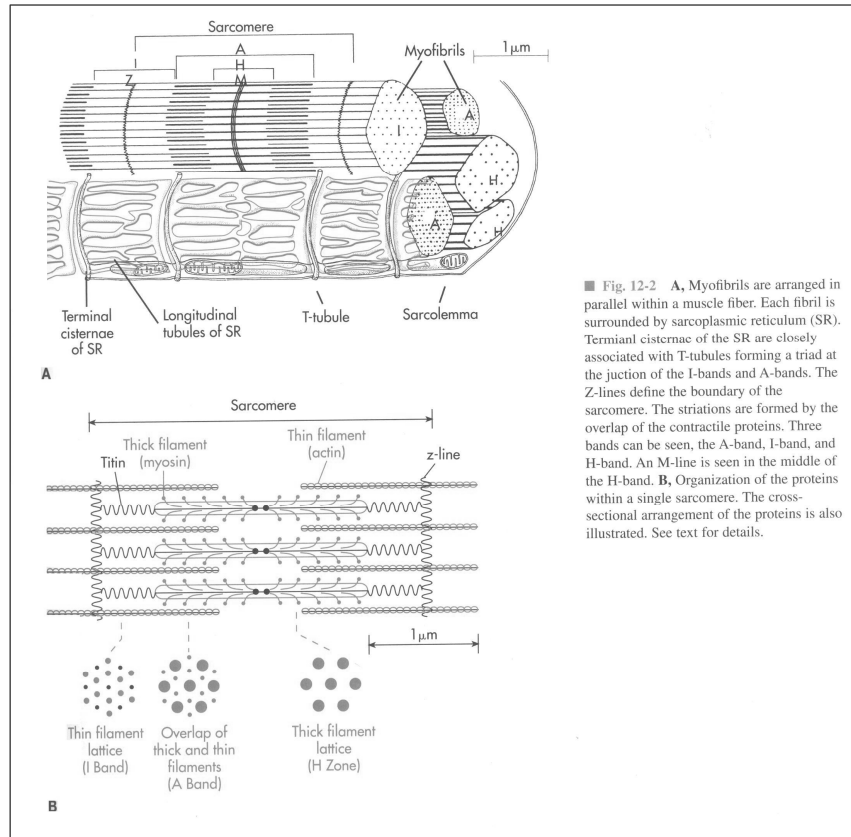 Sarcomere
A
H
I
Z
M
Myofibrils
1μm
I
A
H
A
H
Terminal
cisternae
of SR
Longitudinal
tubules of SR
T-tubule
Sarcolemma
A
Sarcomere
Thick filament
(myosin)
Thin filament
(actin)
Titin
z-line
1μm
Thin filament
lattice
(I Band)
Overlap of
thick and thin
filaments
(A Band)
Thick filament
lattice
(H Zone)
B
■ Fig. 12-2 A, Myofibrils are arranged in
parallel within a muscle fiber. Each fibril is
surrounded by sarcoplasmic reticulum (SR).
Termianl cisternae of the SR are closely
associated with T-tubules forming a triad at
the juction of the I-bands and A-bands. The
Z-lines define the boundary of the
sarcomere. The striations are formed by the
overlap of the contractile proteins. Three
bands can be seen, the A-band, I-band, and
H-band. An M-line is seen in the middle of
the H-band. B, Organization of the proteins
within a single sarcomere. The cross-
sectional arrangement of the proteins is also
illustrated. See text for details.